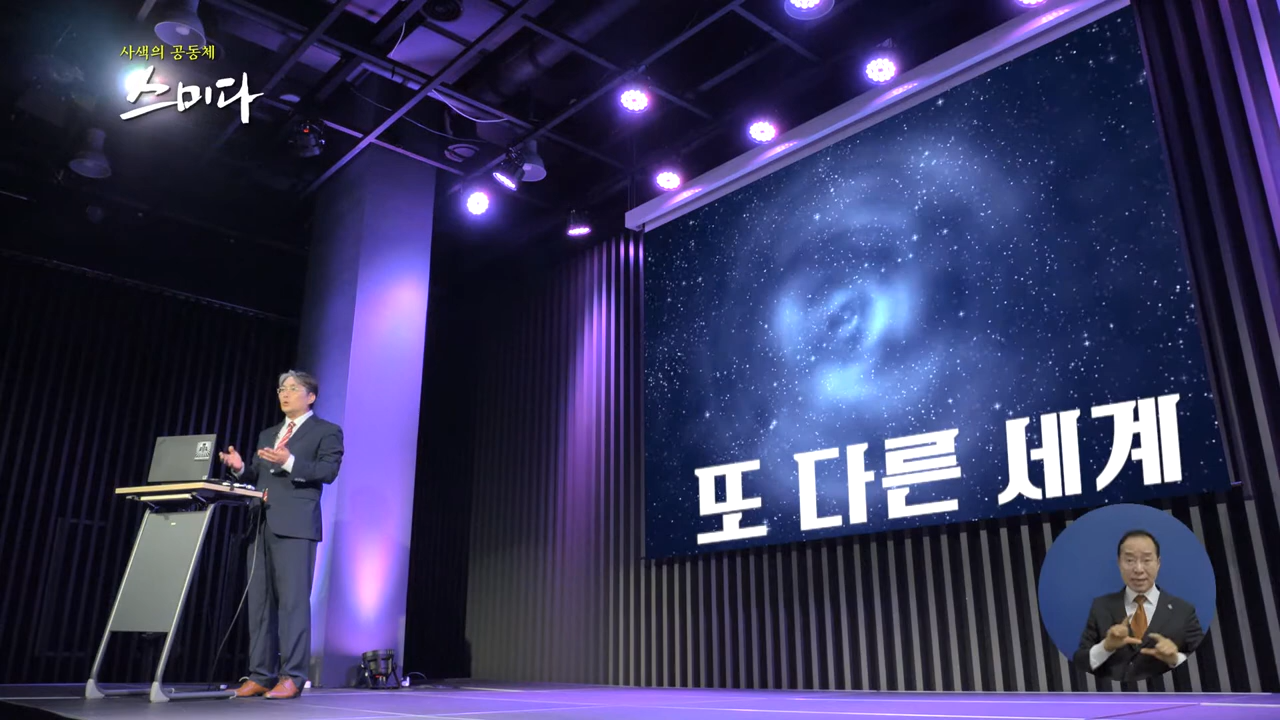 사색의 공동체
스미다
또 다른 세계